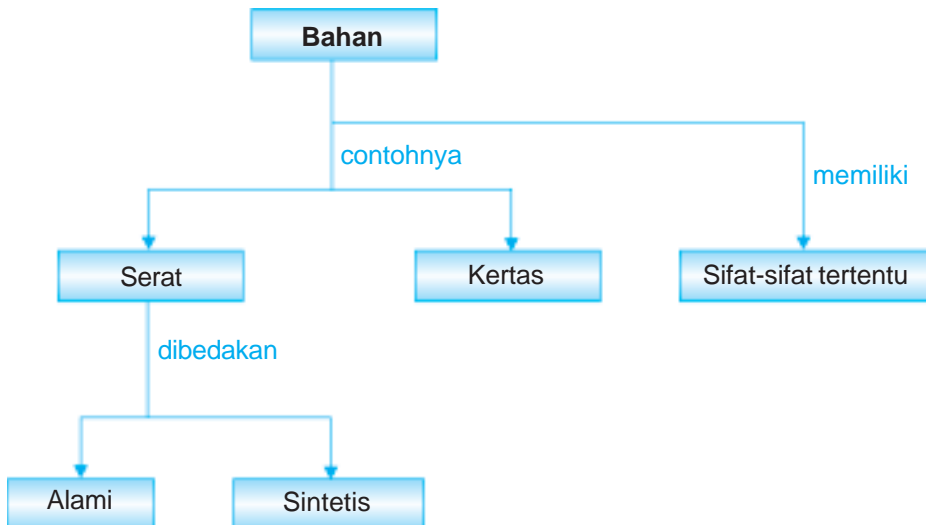 Bahan
contohnya
memiliki
Serat
Kertas
Sifat-sifat tertentu
dibedakan
Alami
Sintetis